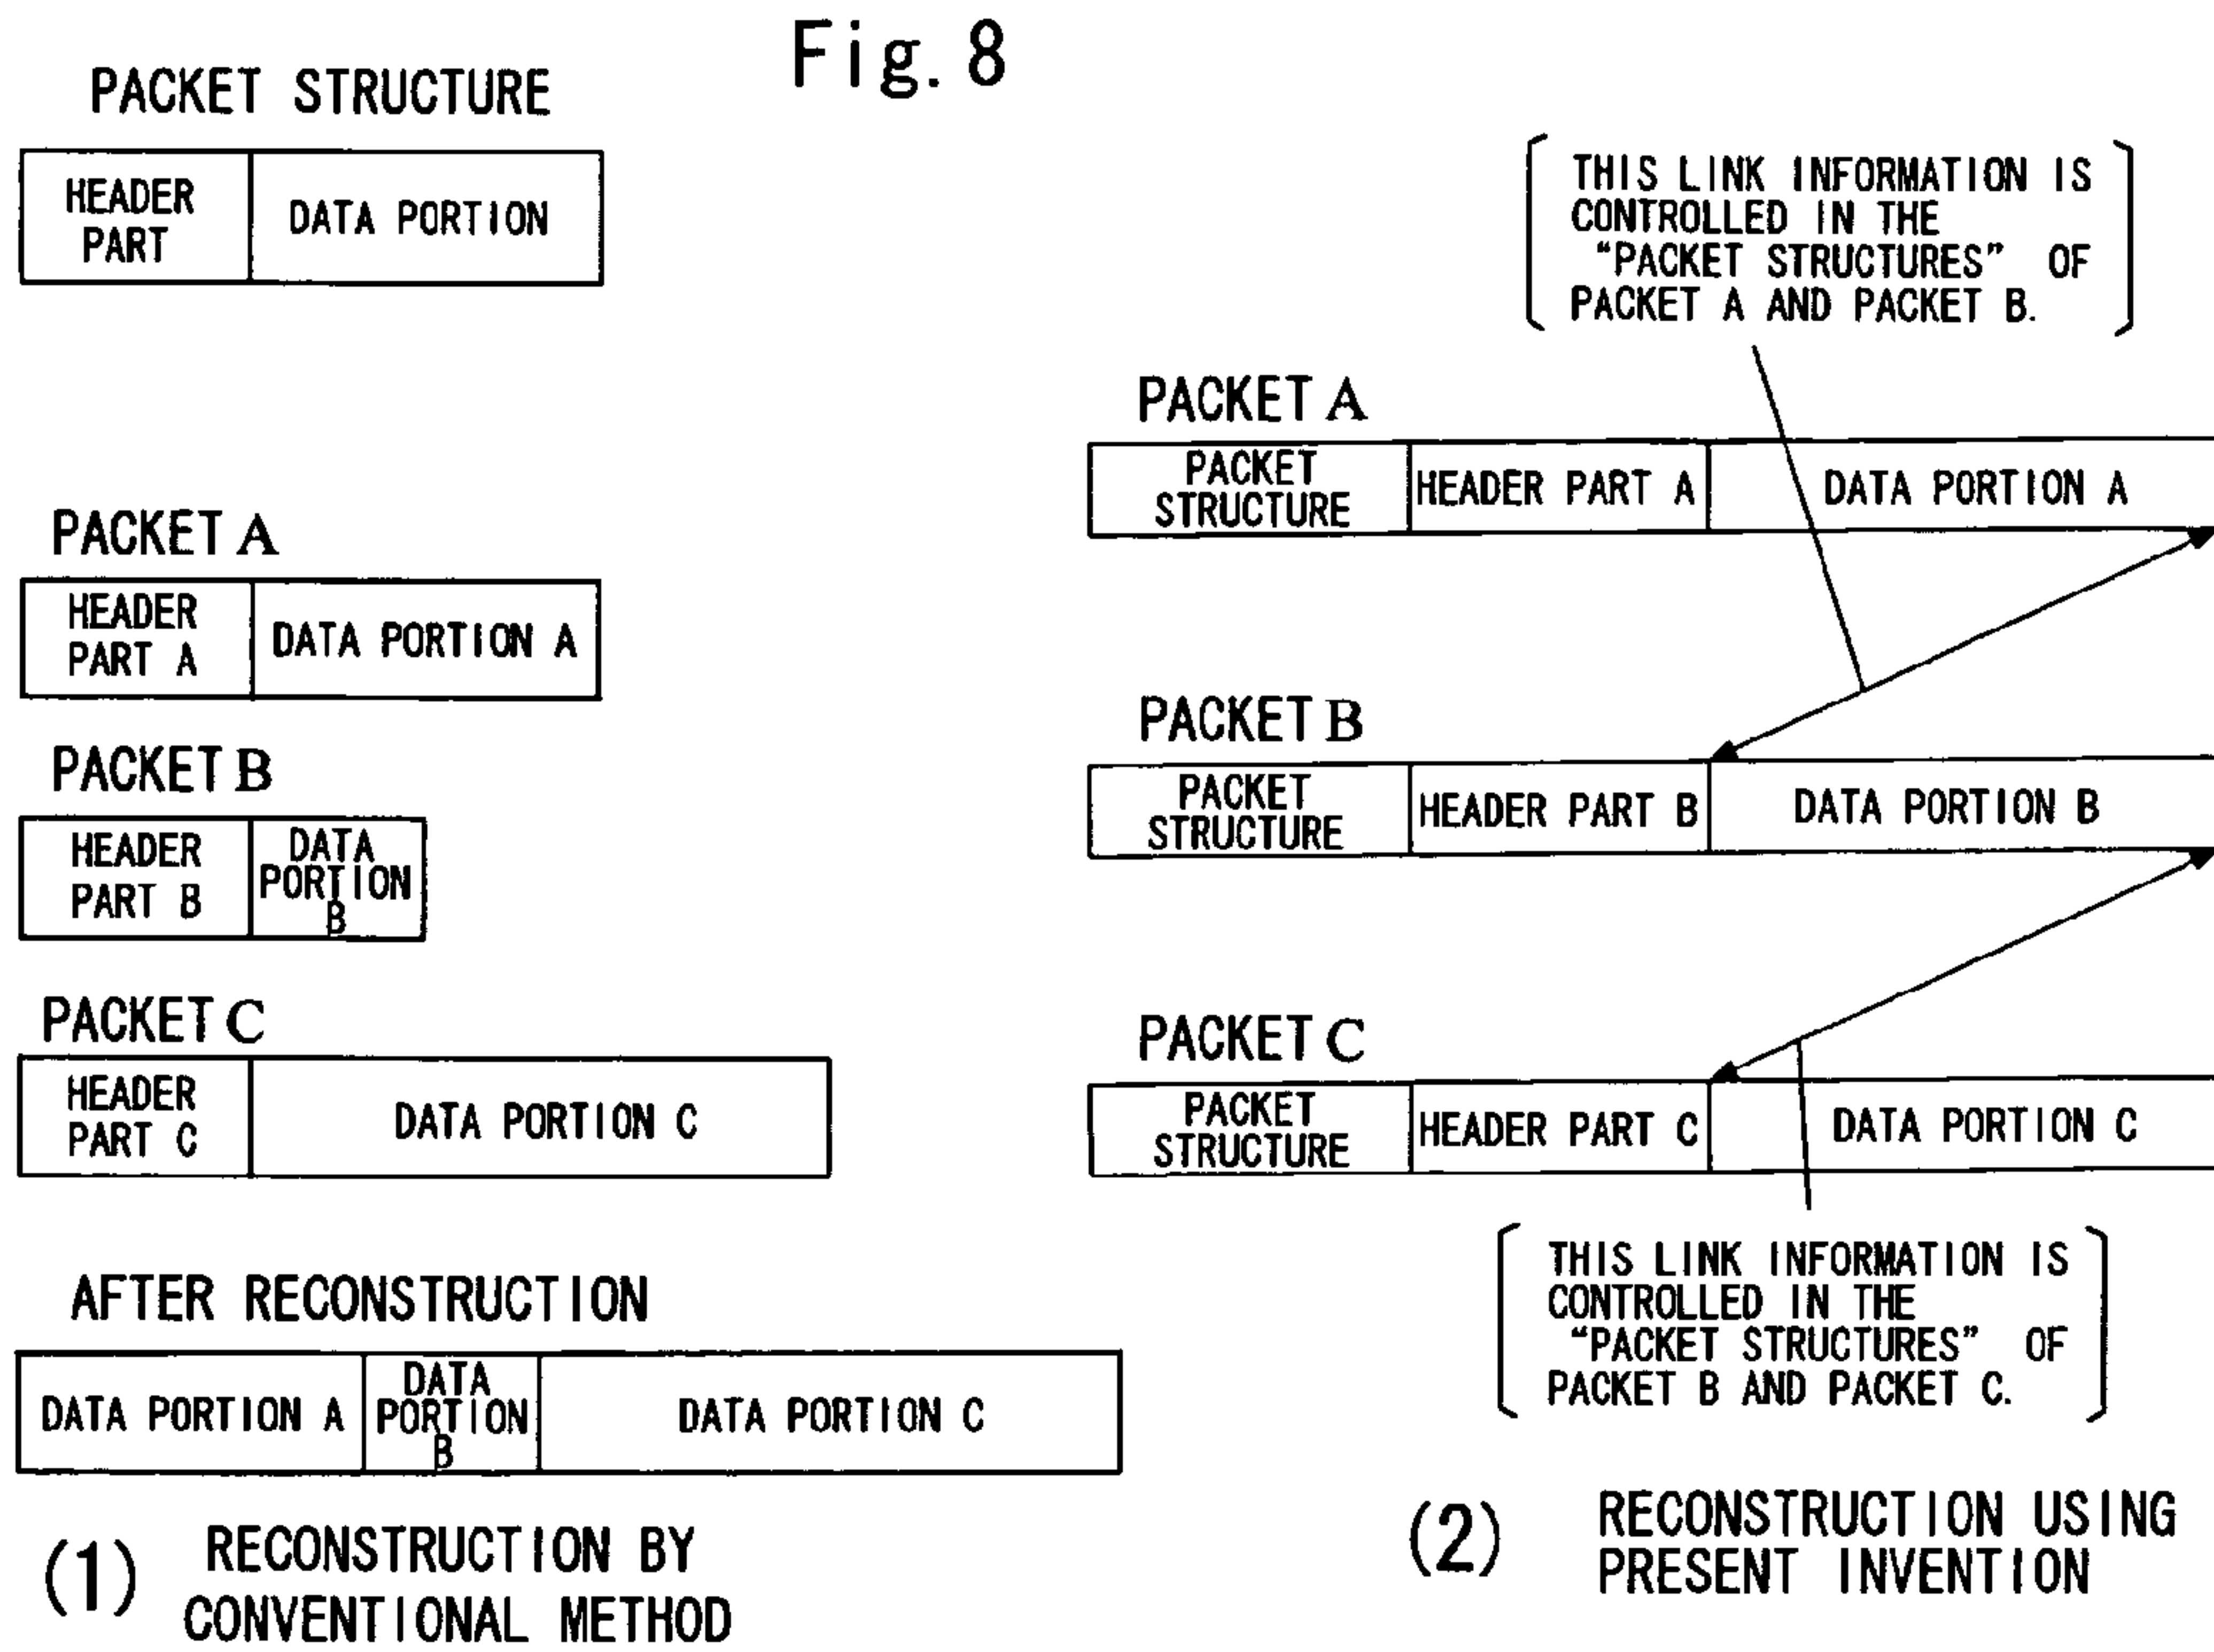 Fig. 8
PACKET STRUCTURE
HEADER
PART
DATA PORTION
PACKET A
HEADER
PART A
DATA PORTION A
PACKET B
HEADER
PART B
DATA
PORTION
B
PACKET C
HEADER
PART C
DATA PORTION C
AFTER RECONSTRUCTION
DATA PORTION A
DATA
PORTION
B
DATA PORTION C
(1) RECONSTRUCTION BY
CONVENTIONAL METHOD
THIS LINK INFORMATION IS
CONTROLLED IN THE
“PACKET STRUCTURES” OF
PACKET A AND PACKET B.
PACKET A
PACKET
STRUCTURE
HEADER PART A
DATA PORTION A
PACKET B
PACKET
STRUCTURE
HEADER PART B
DATA PORTION B
PACKET C
PACKET
STRUCTURE
HEADER PART C
DATA PORTION C
THIS LINK INFORMATION IS
CONTROLLED IN THE
“PACKET STRUCTURES” OF
PACKET B AND PACKET C.
(2) RECONSTRUCTION USING
PRESENT INVENTION